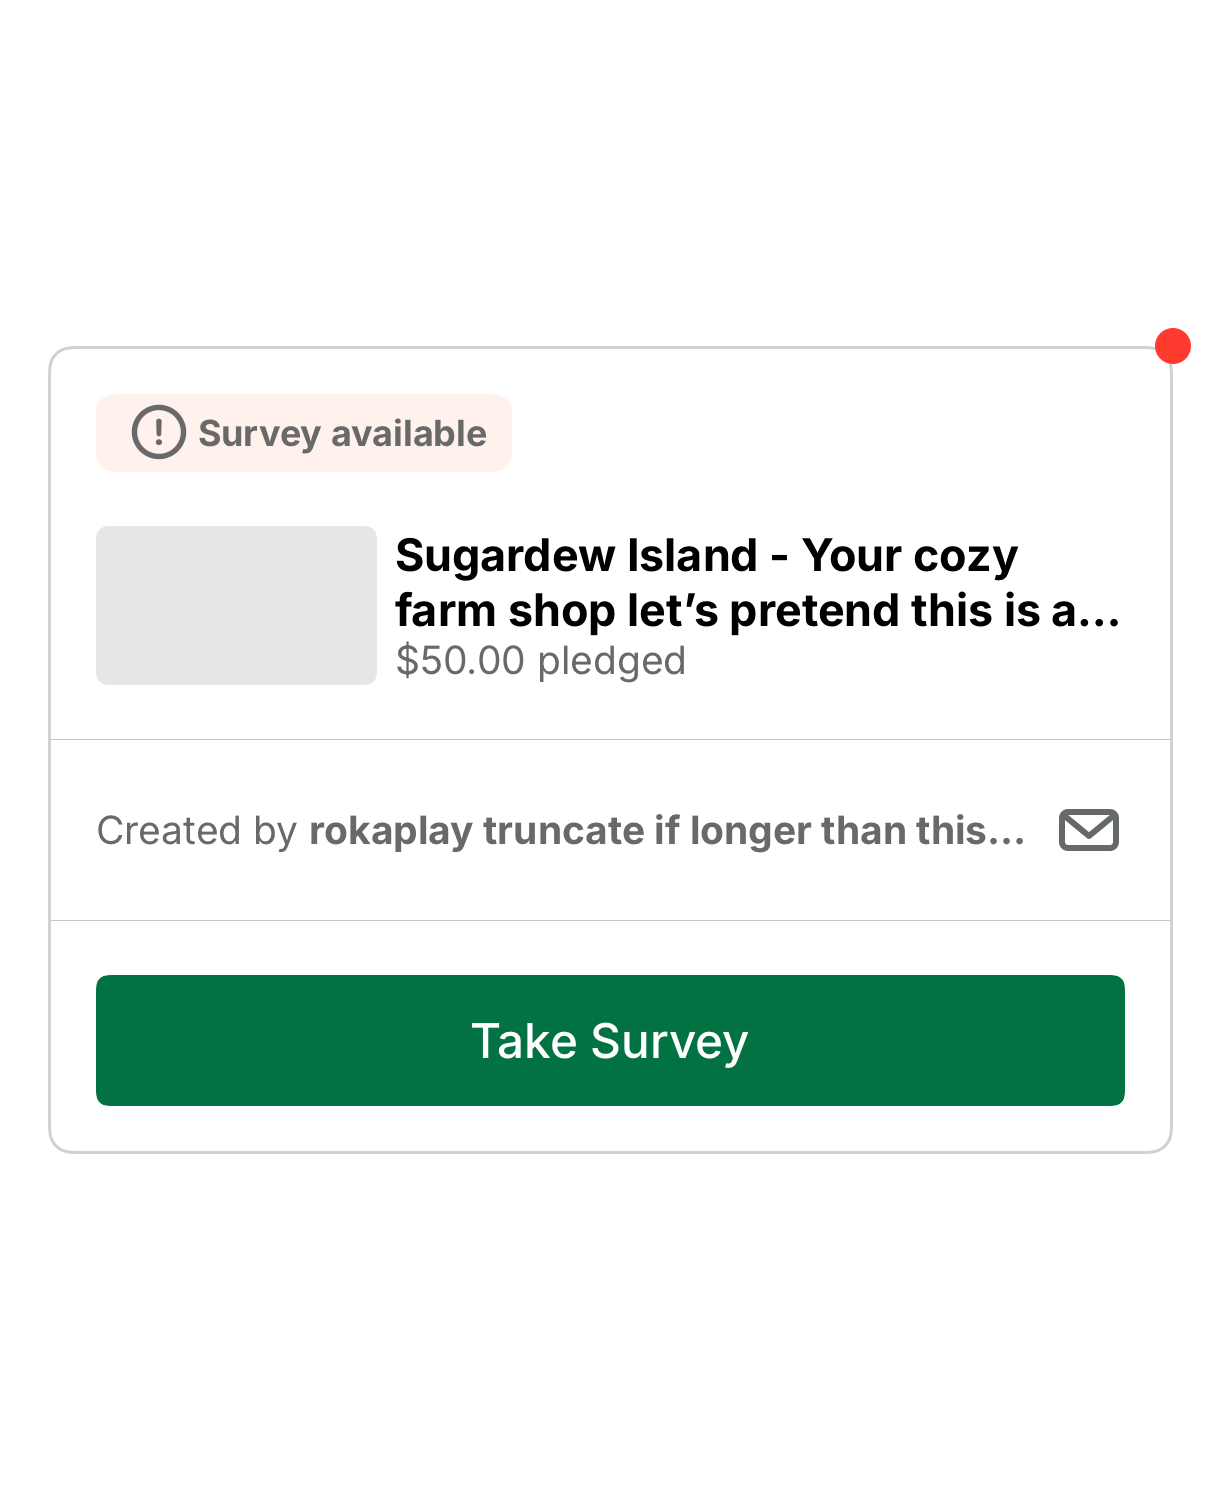 Survey available
Sugardew Island - Your cozy
farm shop let’s pretend this is a...
$50.00 pledged
Created by rokaplay truncate if longer than this...
Take Survey